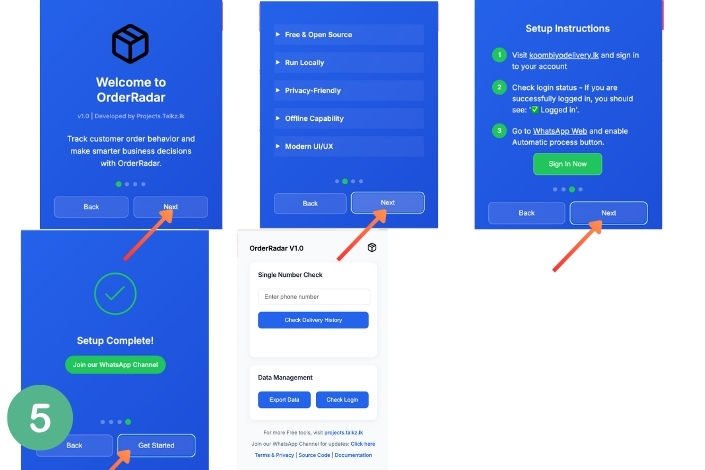 Welcome to
OrderRadar
v1.0 | Developed by Projects.Talkz.lk
Track customer order behavior and
make smarter business decisions
with OrderRadar.
Back
Next
Free & Open Source
Run Locally
Privacy-Friendly
Offline Capability
Modern UI/UX
Back
Next
Setup Instructions
1 Visit koombiyodelivery.lk and sign in
to your account
2 Check login status - If you are
successfully logged in, you should
see: '✅ Logged in'.
3 Go to WhatsApp Web and enable
Automatic process button.
Sign In Now
Back
Next
Setup Complete!
Join our WhatsApp Channel
5
Back
Get Started
OrderRadar V1.0
Single Number Check
Enter phone number
Check Delivery History
Data Management
Export Data
Check Login
For more Free tools, visit projects.talkz.lk
Join our WhatsApp Channel for updates: Click here
Terms & Privacy | Source Code | Documentation